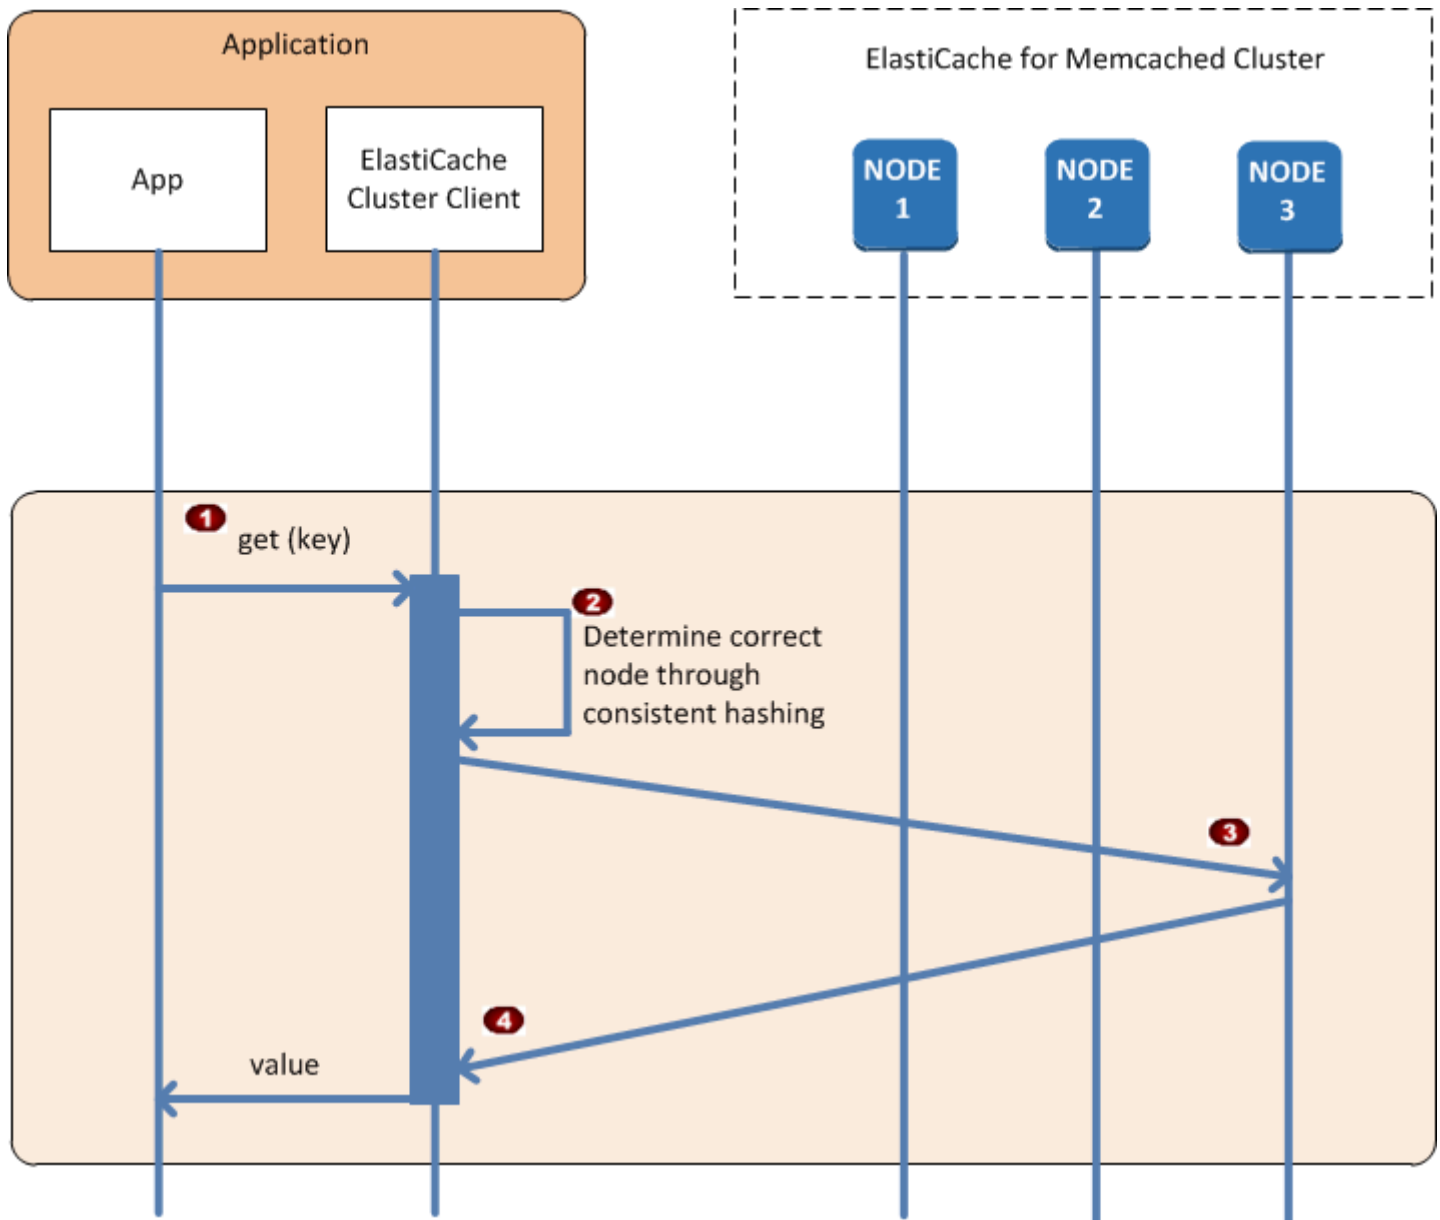 Application
App
ElastiCache
Cluster Client
ElastiCache for Memcached Cluster
NODE
1
NODE
2
NODE
3
1
get (key)
2
Determine correct
node through
consistent hashing
3
4
value